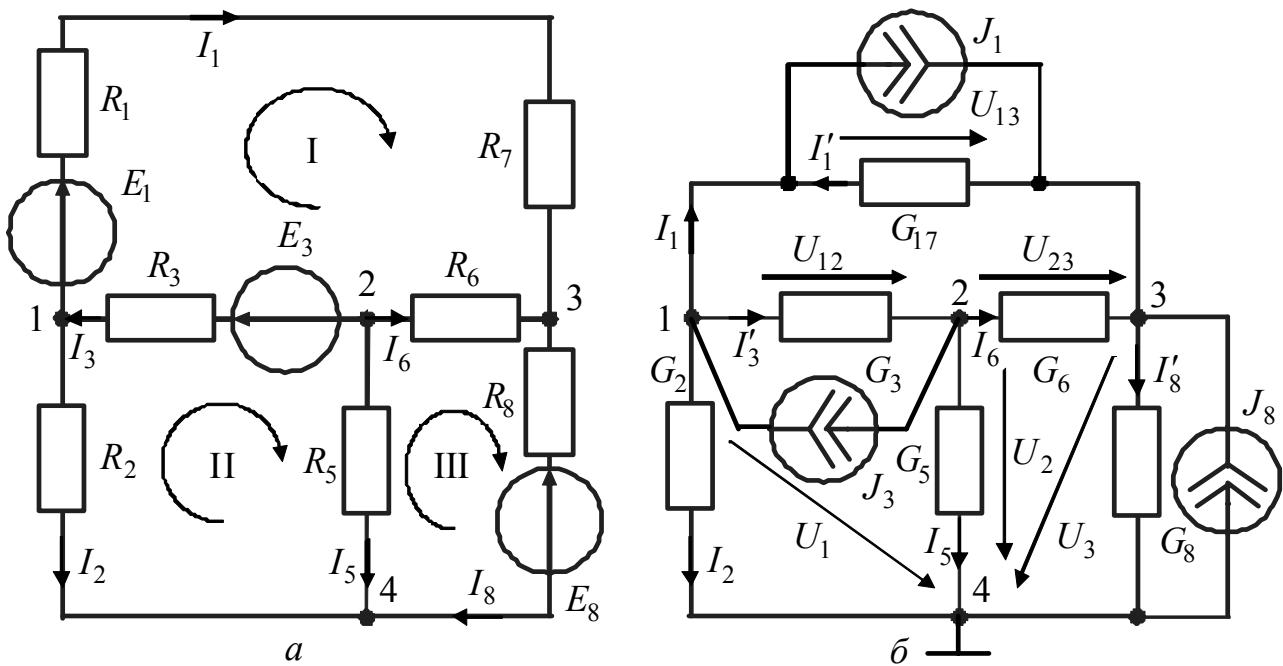 I₁
R₁
I
R₇
E₁
E₃
R₃
2
R₆
3
1
I₃
I₆
R₂
II
R₅
III
R₈
I₂
I₅
4
I₈
E₈
а
J₁
U₁₃
I′₁
G₁₇
I₁
U₁₂
U₂₃
1
2
3
I′₃
I₆
G₂
G₃
G₆
I′₈
J₈
G₅
U₂
J₃
U₁
I₅
U₃
G₈
I₂
4
б